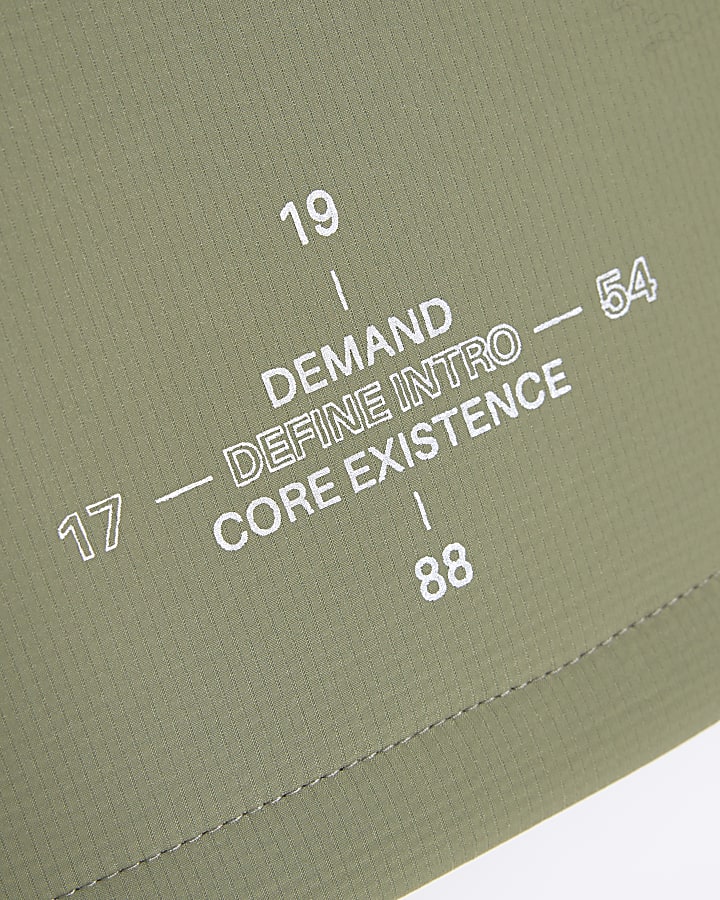 19
DEMAND
17 — DEFINE INTRO — 54
CORE EXISTENCE
88